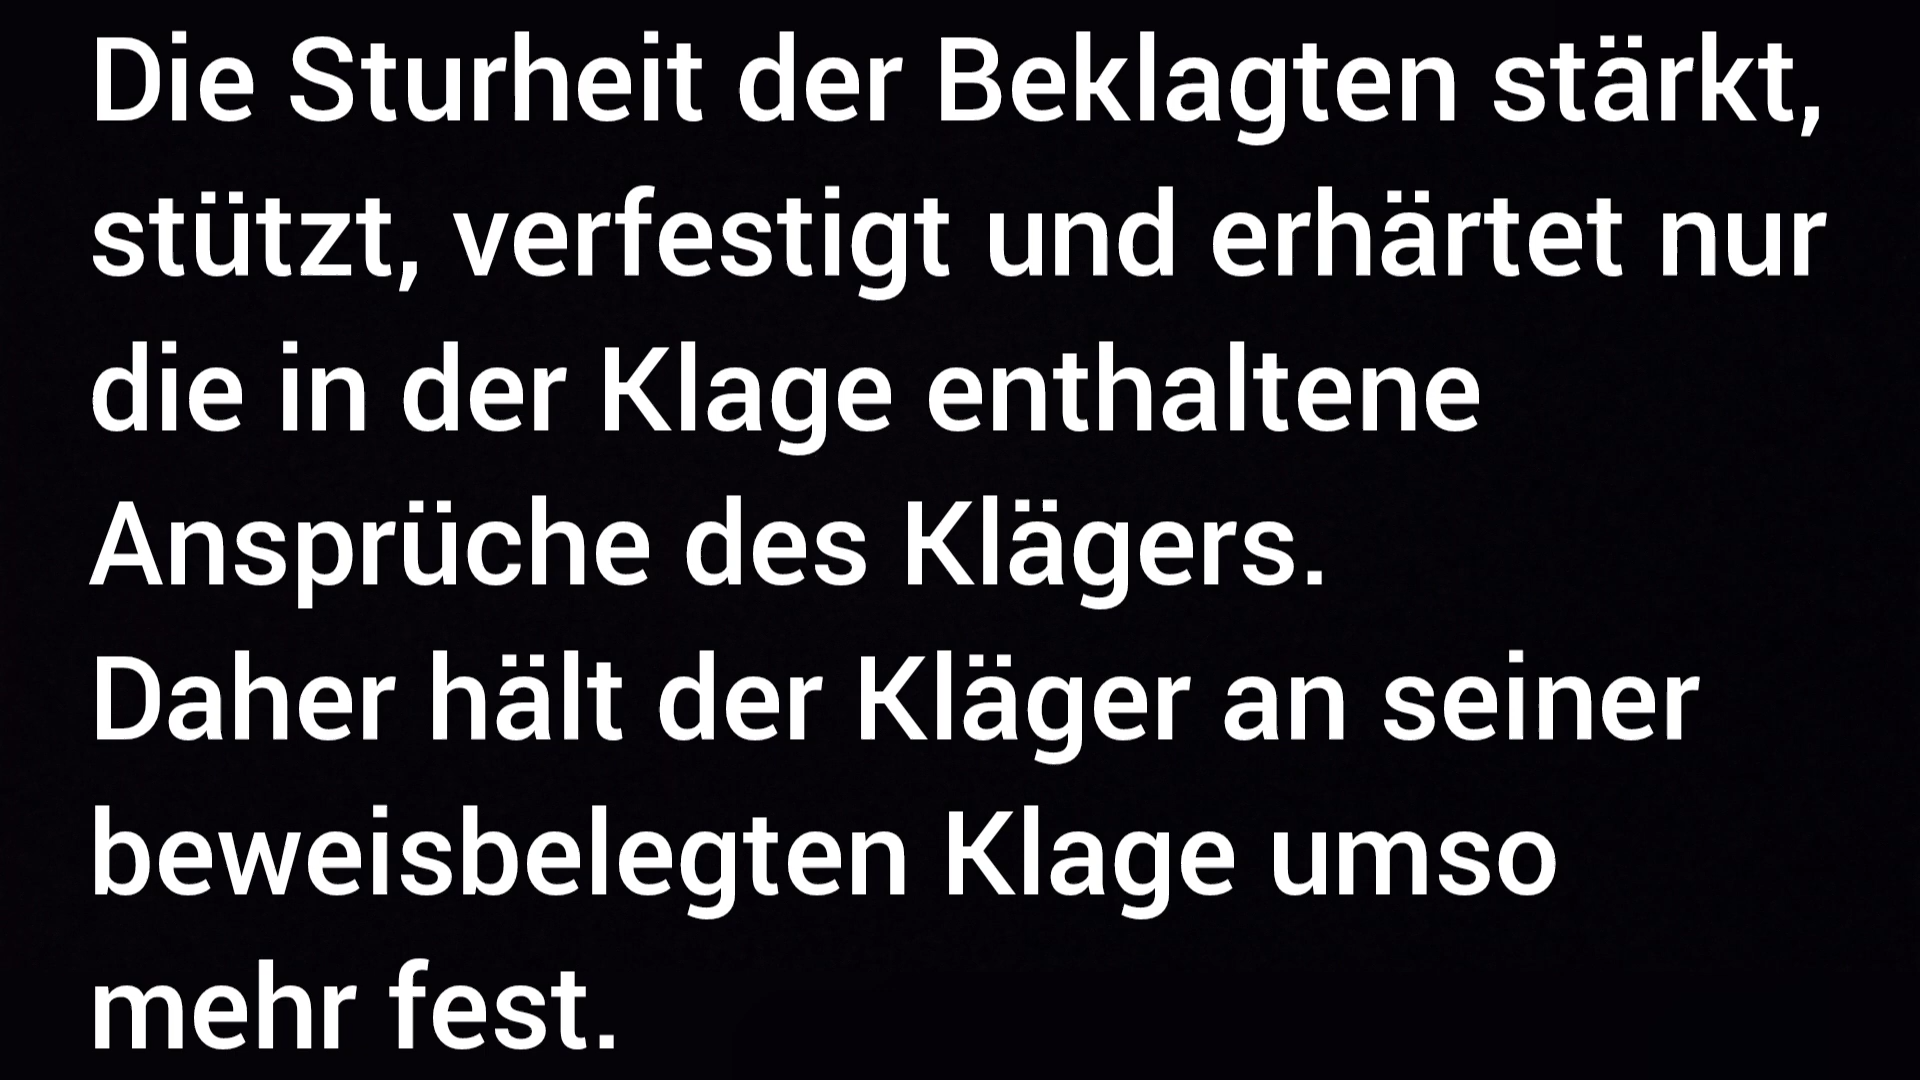 Die Sturheit der Beklagten stärkt,
stützt, verfestigt und erhärtet nur
die in der Klage enthaltene
Ansprüche des Klägers.
Daher hält der Kläger an seiner
beweisbelegten Klage umso
mehr fest.